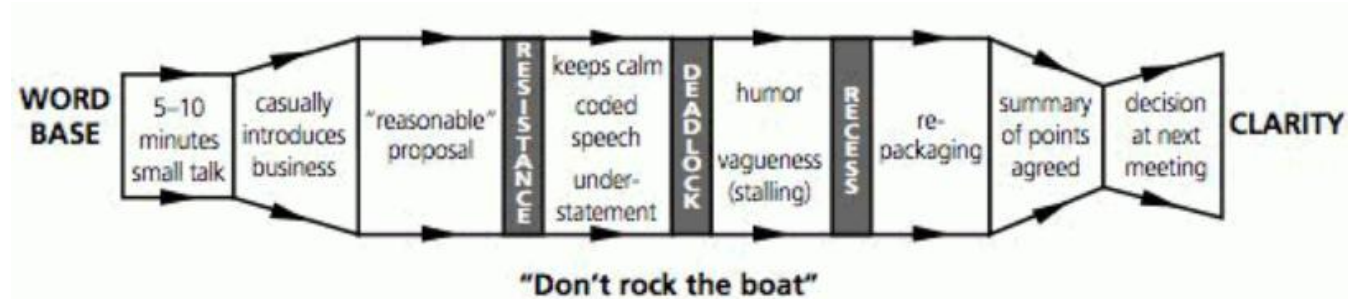 WORD
BASE
5–10
minutes
small talk
casually
introduces
business
"reasonable"
proposal
RESISTANCE
keeps calm
coded
speech
under-
statement
DEADLOCK
humor
vagueness
(stalling)
RECESS
re-
packaging
summary
of points
agreed
decision
at next
meeting
CLARITY
"Don't rock the boat"